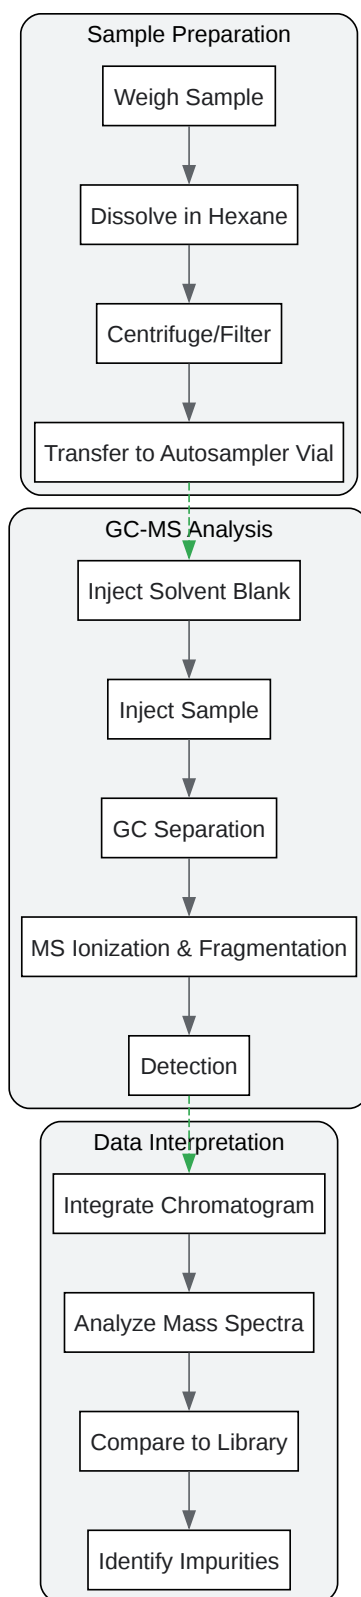 Sample Preparation
Weigh Sample
Dissolve in Hexane
Centrifuge/Filter
Transfer to Autosampler Vial
GC-MS Analysis
Inject Solvent Blank
Inject Sample
GC Separation
MS Ionization & Fragmentation
Detection
Data Interpretation
Integrate Chromatogram
Analyze Mass Spectra
Compare to Library
Identify Impurities